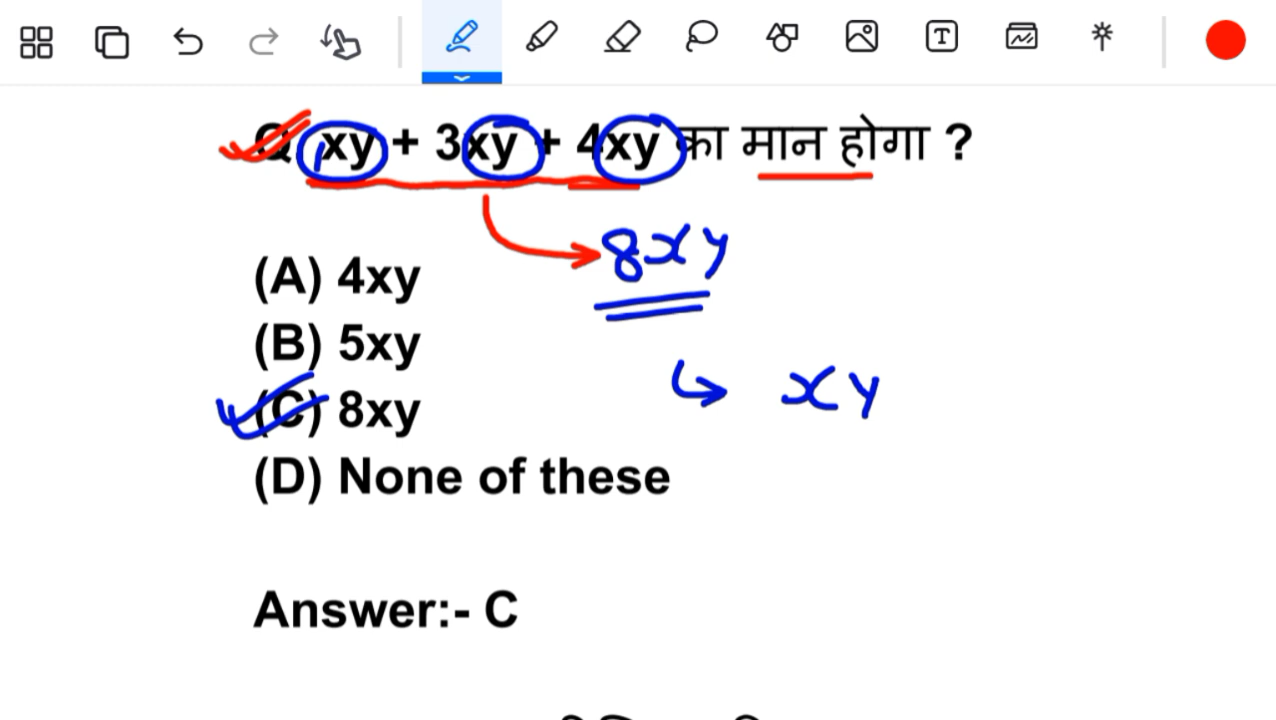 Q. xy + 3xy + 4xy का मान होगा ?
8xy
(A) 4xy
(B) 5xy
xy
(C) 8xy
(D) None of these
Answer:- C